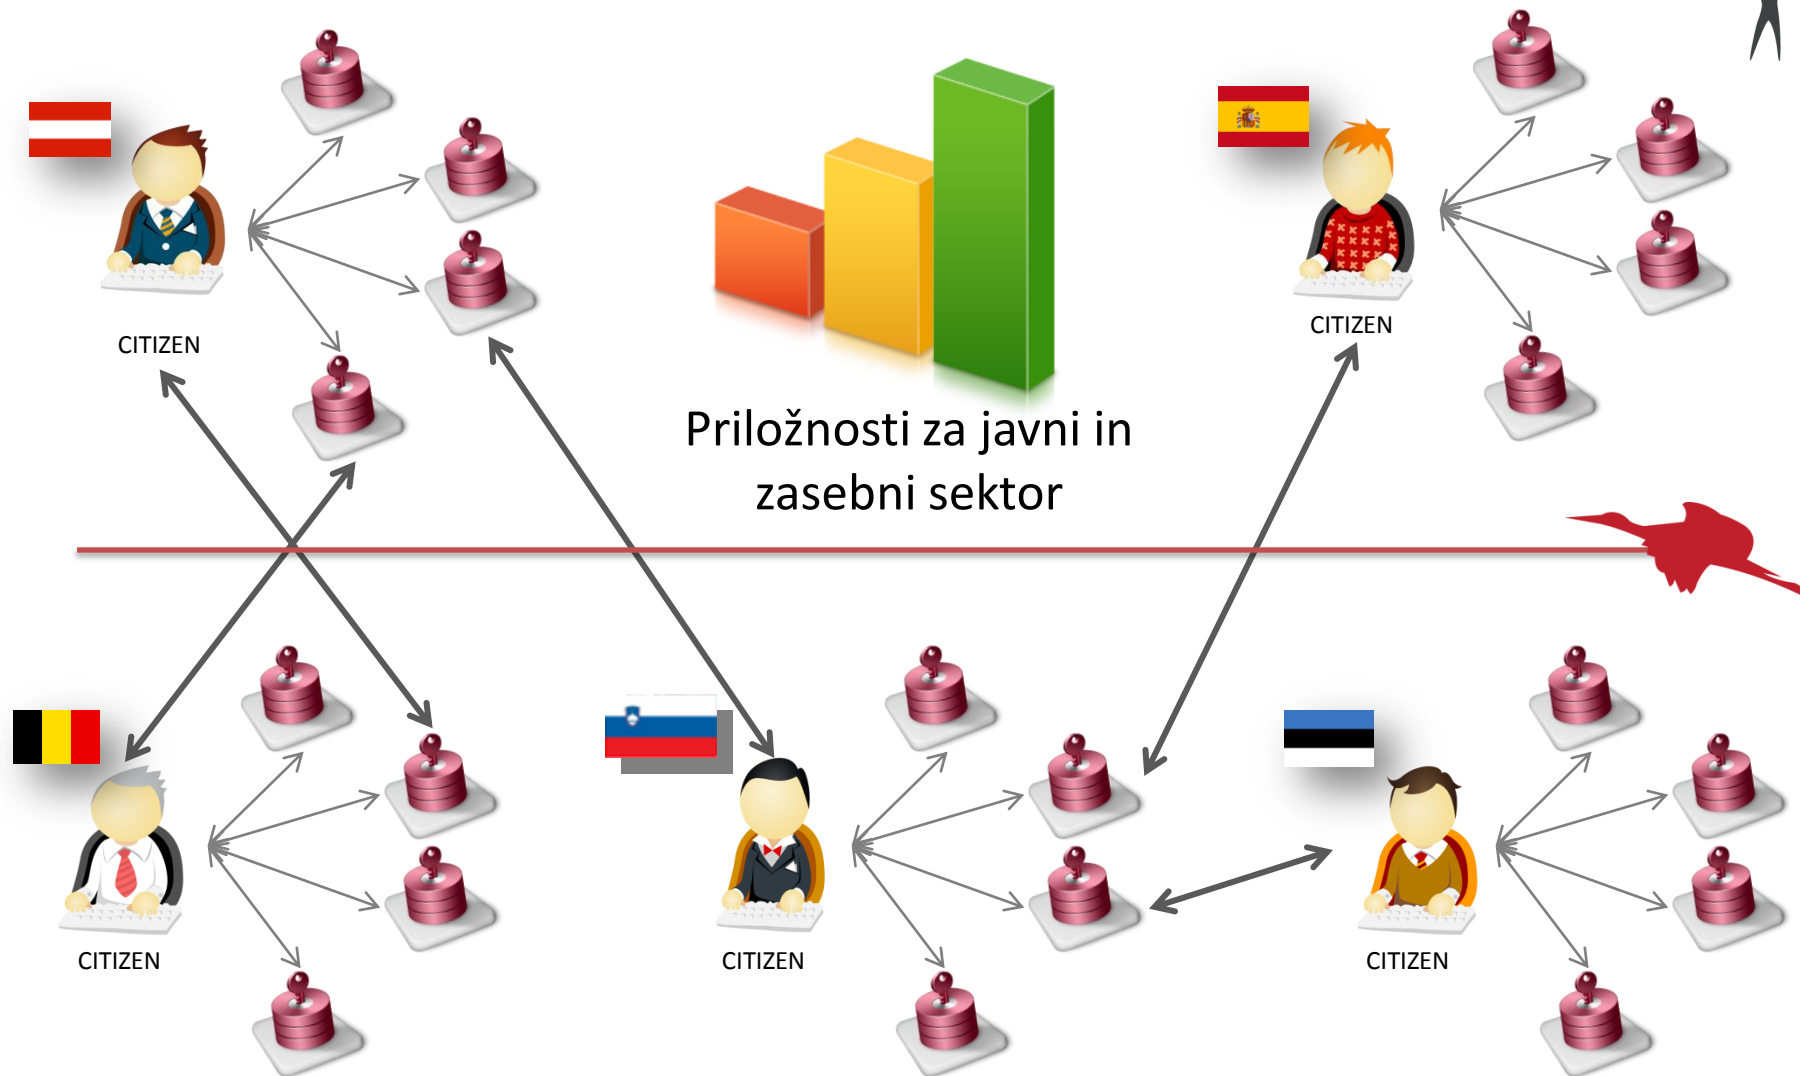 CITIZEN
CITIZEN
Priložnosti za javni in
zasebni sektor
CITIZEN
CITIZEN
CITIZEN